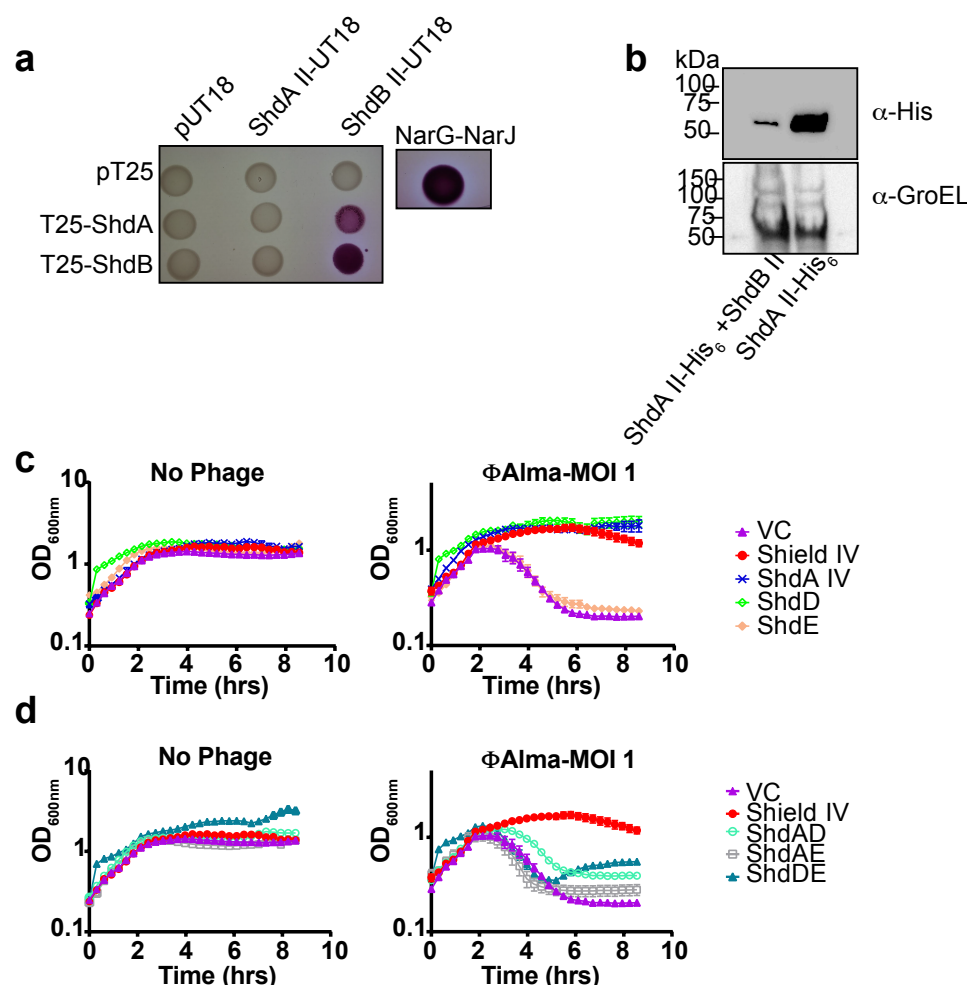 a
pUT18
ShdA II-UT18
ShdB II-UT18
NarG-NarJ
pT25
T25-ShdA
T25-ShdB
b
kDa
100
75
50
α-His
150
100
75
50
α-GroEL
ShdA II-His₆ +ShdB II
ShdA II-His₆
c
No Phage
OD600nm
10
1
0.1
0 2 4 6 8 10
Time (hrs)
ΦAlma-MOI 1
OD600nm
1
0.1
0 2 4 6 8 10
Time (hrs)
VC
Shield IV
ShdA IV
ShdD
ShdE
d
No Phage
OD600nm
10
1
0.1
0 2 4 6 8 10
Time (hrs)
ΦAlma-MOI 1
OD600nm
1
0.1
0 2 4 6 8 10
Time (hrs)
VC
Shield IV
ShdAD
ShdAE
ShdDE